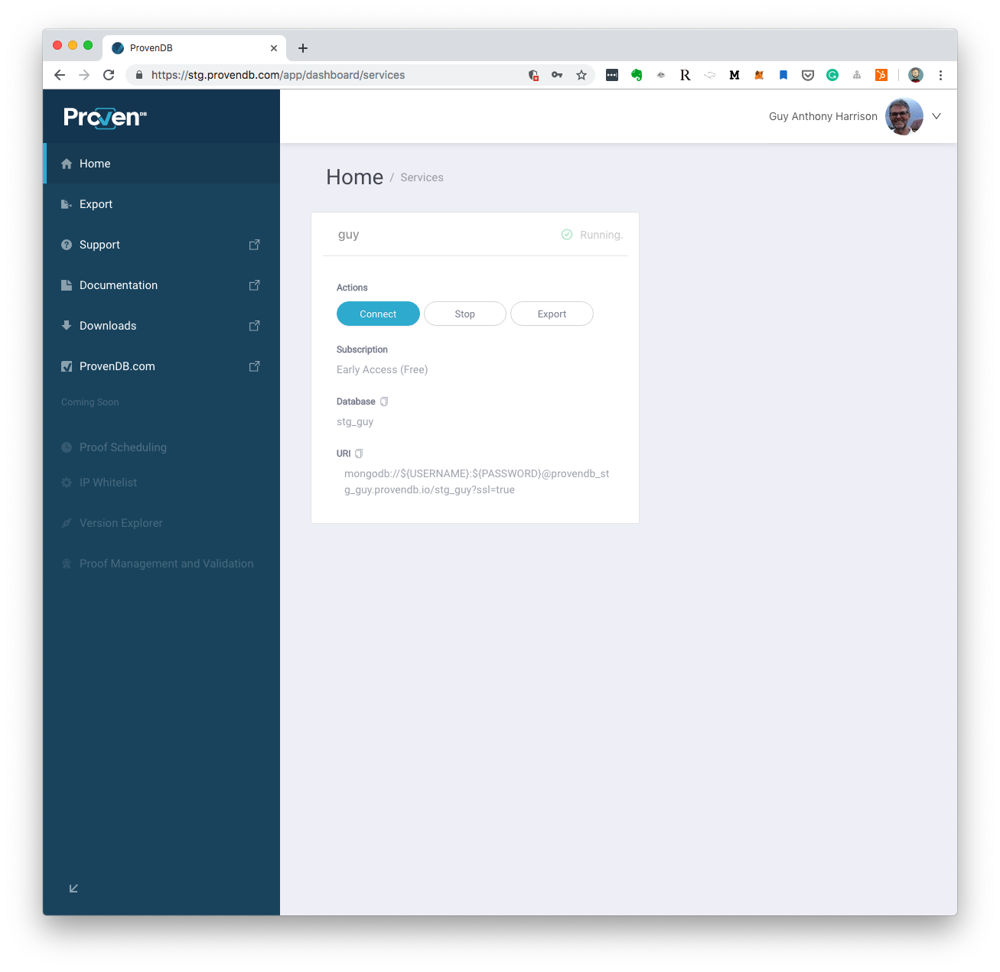 ProvenDB
https://stg.provendb.com/app/dashboard/services
R
M
G
ProvenDB
Guy Anthony Harrison
Home
Export
Support
Documentation
Downloads
ProvenDB.com
Coming Soon
Proof Scheduling
IP Whitelist
Version Explorer
Proof Management and Validation
Home / Services
guy
Running.
Actions
Connect Stop Export
Subscription
Early Access (Free)
Database
stg_guy
URI
mongodb://${USERNAME}:${PASSWORD}@provendb_st
g_guy.provendb.io/stg_guy?ssl=true